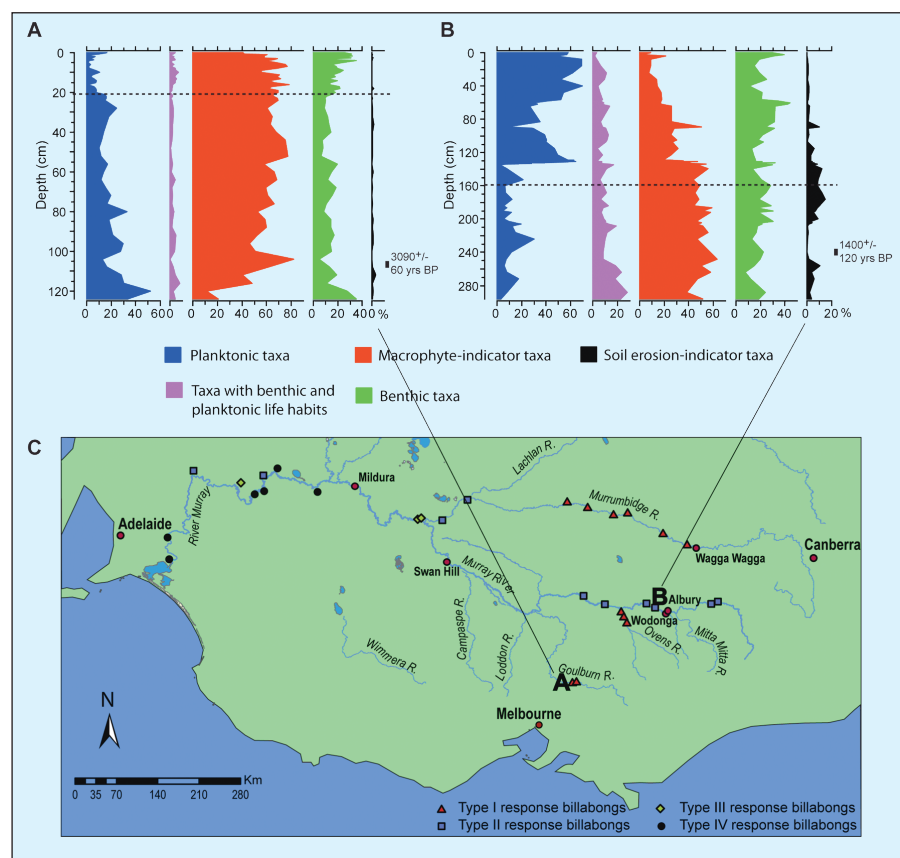 A
B
0
20
40
60
80
100
120
Depth (cm)
0 20 40 60
0
0 20 40 60 80
0 20 40
0 %
3090+/-
60 yrs BP
0
40
80
120
160
200
240
280
Depth (cm)
0 20 40 60
0 20
0 20 40 60
0 20 40
0 20 %
1400+/-
120 yrs BP
Planktonic taxa
Macrophyte-indicator taxa
Soil erosion-indicator taxa
Taxa with benthic and
planktonic life habits
Benthic taxa
C
Lachlan R.
Mildura
Murrumbidge R.
River Murray
Adelaide
Canberra
Wagga Wagga
Swan Hill
Murray River
B
Albury
Wodonga
Ovens R.
Mitta Mitta R.
Campaspe R.
Loddon R.
Wimmera R.
Goulburn R.
A
Melbourne
N
Km
0 35 70 140 210 280
Type I response billabongs
Type II response billabongs
Type III response billabongs
Type IV response billabongs